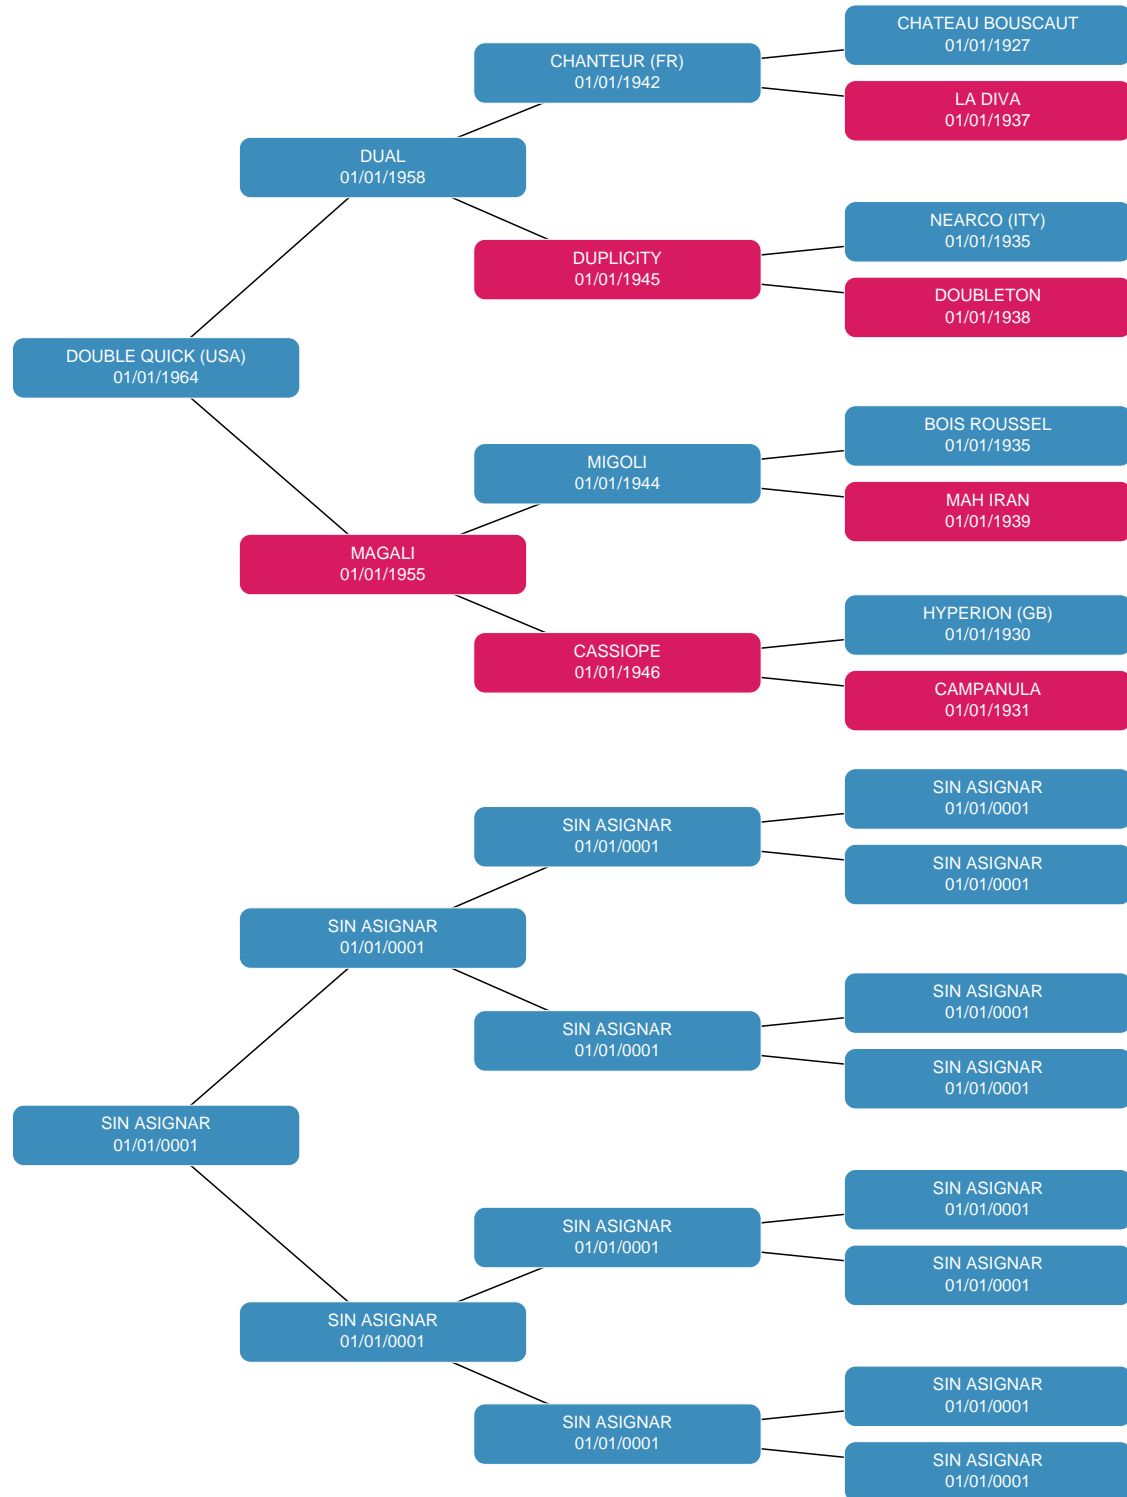 CHATEAU BOUSCAUT
01/01/1927
CHANTEUR (FR)
01/01/1942
LA DIVA
01/01/1937
DUAL
01/01/1958
NEARCO (ITY)
01/01/1935
DUPLICITY
01/01/1945
DOUBLETON
01/01/1938
DOUBLE QUICK (USA)
01/01/1964
BOIS ROUSSEL
01/01/1935
MIGOLI
01/01/1944
MAH IRAN
01/01/1939
MAGALI
01/01/1955
HYPERION (GB)
01/01/1930
CASSIOPE
01/01/1946
CAMPANULA
01/01/1931
SIN ASIGNAR
01/01/0001
SIN ASIGNAR
01/01/0001
SIN ASIGNAR
01/01/0001
SIN ASIGNAR
01/01/0001
SIN ASIGNAR
01/01/0001
SIN ASIGNAR
01/01/0001
SIN ASIGNAR
01/01/0001
SIN ASIGNAR
01/01/0001
SIN ASIGNAR
01/01/0001
SIN ASIGNAR
01/01/0001
SIN ASIGNAR
01/01/0001
SIN ASIGNAR
01/01/0001
SIN ASIGNAR
01/01/0001
SIN ASIGNAR
01/01/0001
SIN ASIGNAR
01/01/0001